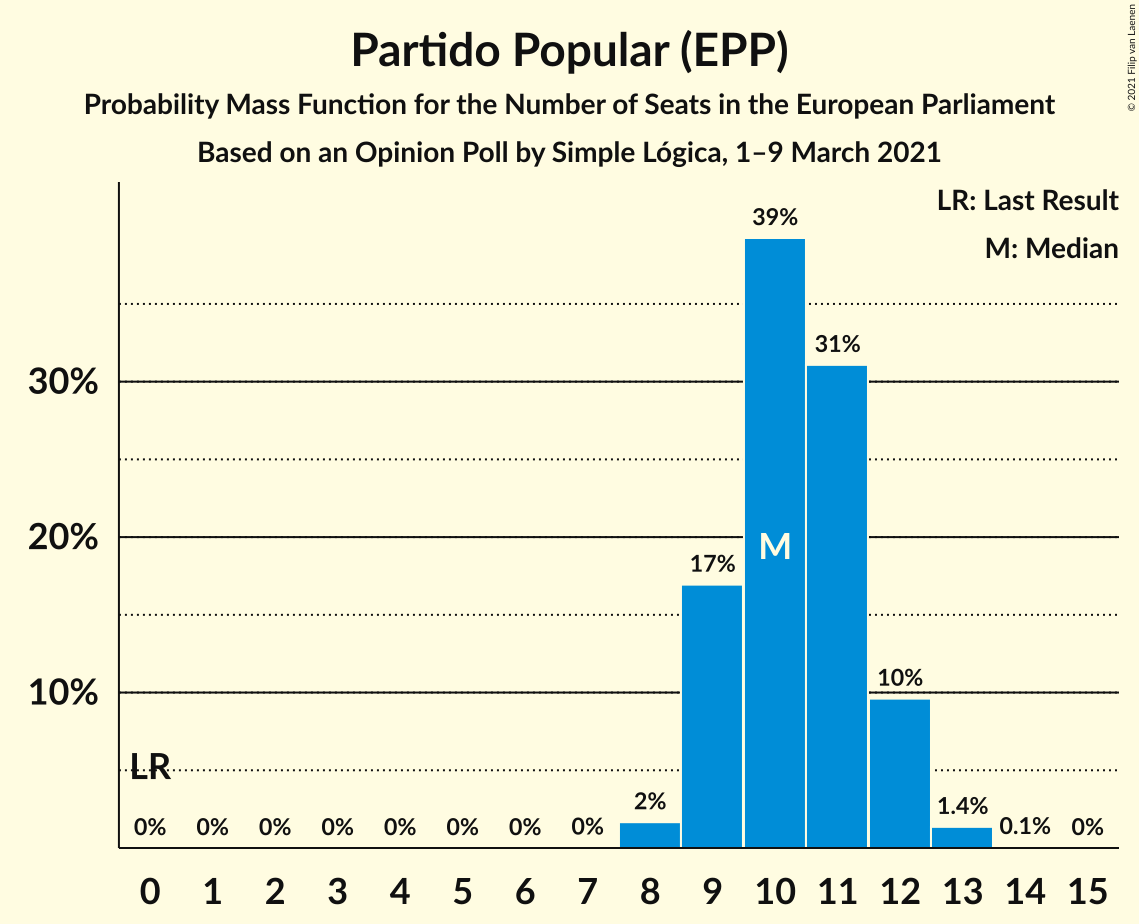 Partido Popular (EPP)
Probability Mass Function for the Number of Seats in the European Parliament
Based on an Opinion Poll by Simple Lógica, 1–9 March 2021
© 2021 Filip van Laenen
LR: Last Result
M: Median
39%
31%
30%
20%
M
17%
10%
10%
LR
2%
1.4%
0% 0% 0% 0% 0% 0% 0% 0% 0.1% 0%
0 1 2 3 4 5 6 7 8 9 10 11 12 13 14 15